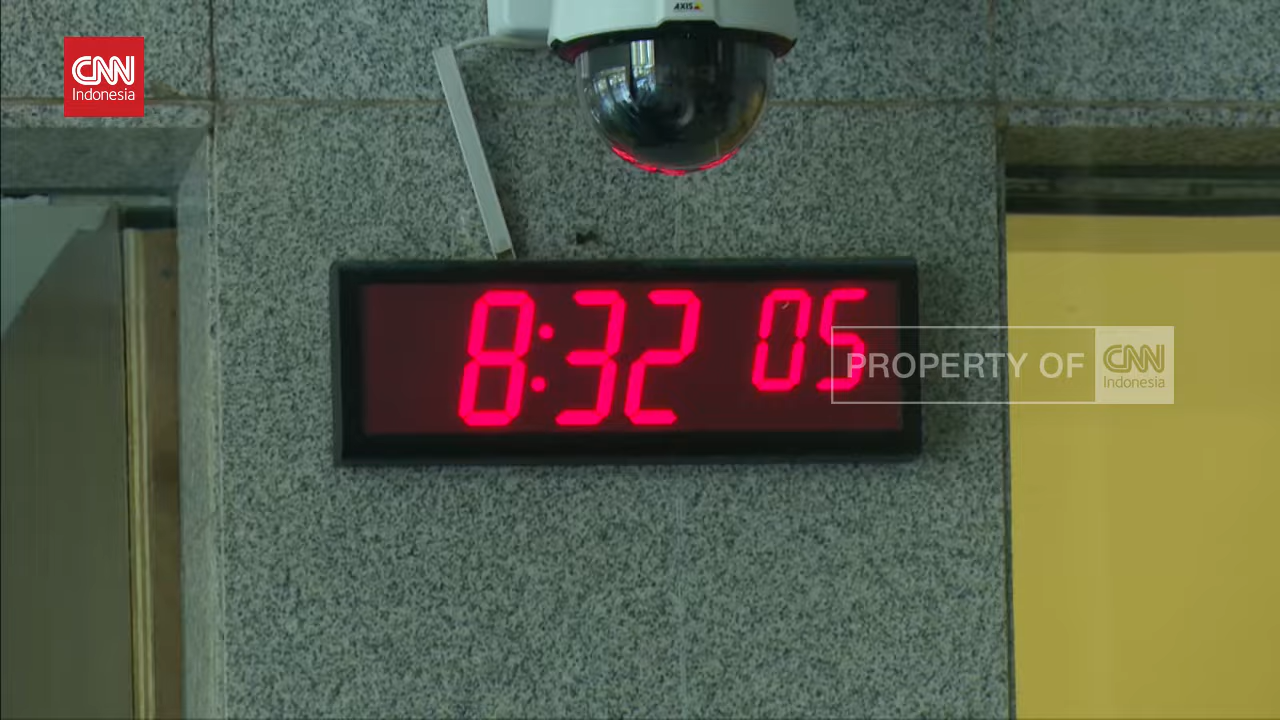 AXIS
CNN
Indonesia
8:32 05
PROPERTY OF CNN
Indonesia